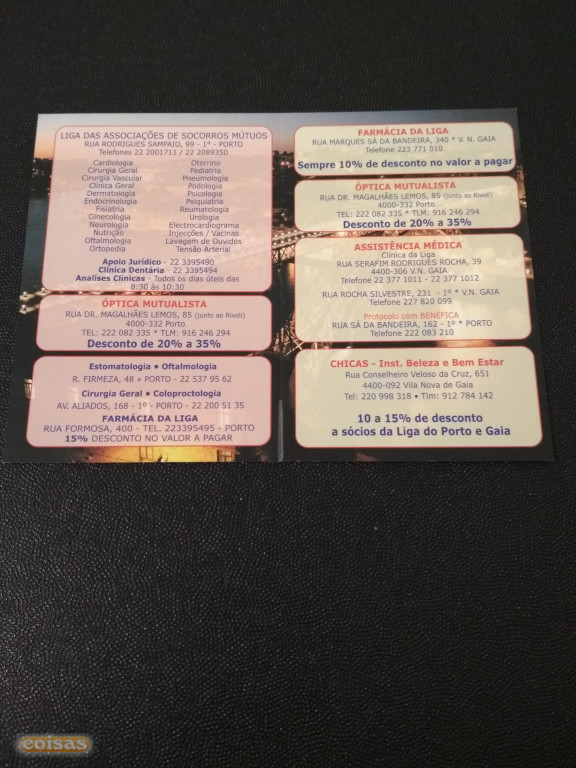 LIGA DAS ASSOCIAÇÕES DE SOCORROS MÚTUOS
RUA RODRIGUES SAMPAIO, 99 - 1º - PORTO
Telefones 22 2001711 / 22 2089350
Cardiologia
Cirurgia Geral
Cirurgia Vascular
Clínica Geral
Dermatologia
Endocrinologia
Fisiatria
Ginecologia
Neurologia
Nutrição
Oftalmologia
Ortopedia
Otorrino
Pediatria
Pneumologia
Podologia
Psicologia
Psiquiatria
Reumatologia
Urologia
Electrocardiograma
Injecções / Vacinas
Lavagem de Ouvidos
Tensão Arterial
Apoio Jurídico - 22 3395490
Clínica Dentária - 22 3395494
Analises Clínicas - Todos os dias úteis das
8:30 às 10:30
ÓPTICA MUTUALISTA
RUA DR. MAGALHÃES LEMOS, 85 (junto ao Rivoli)
4000-332 Porto
TEL: 222 082 335 * TLM: 916 246 294
Desconto de 20% a 35%
Estomatologia • Oftalmologia
R. FIRMEZA, 48 • PORTO - 22 537 95 62
Cirurgia Geral • Coloproctologia
AV. ALIADOS, 168 - 1º - PORTO - 22 200 51 35
FARMÁCIA DA LIGA
RUA FORMOSA, 400 - TEL. 223395495 - PORTO
15% DESCONTO NO VALOR A PAGAR
FARMÁCIA DA LIGA
RUA MARQUES SÁ DA BANDEIRA, 340 * V.N. GAIA
Telefone 223 771 010
Sempre 10% de desconto no valor a pagar
ÓPTICA MUTUALISTA
RUA DR. MAGALHÃES LEMOS, 85 (junto ao Rivoli)
4000-332 Porto
TEL: 222 082 335 * TLM: 916 246 294
Desconto de 20% a 35%
ASSISTÊNCIA MÉDICA
Clínica da Liga
RUA SERAFIM RODRIGUES ROCHA, 39
4400-306 V.N. GAIA
Telefone 22 377 1011 - 22 377 1012
RUA ROCHA SILVESTRE, 231 - 1º * V.N. GAIA
Telefone 227 820 099
Protocolo com BENÉFICA
RUA SÁ DA BANDEIRA, 162 - 1º * PORTO
Telefone 222 083 210
CHICAS - Inst. Beleza e Bem Estar
Rua Conselheiro Veloso da Cruz, 651
4400-092 Vila Nova de Gaia
Tel: 220 998 318 • Tlm: 912 784 142
10 a 15% de desconto
a sócios da Liga do Porto e Gaia
coisas